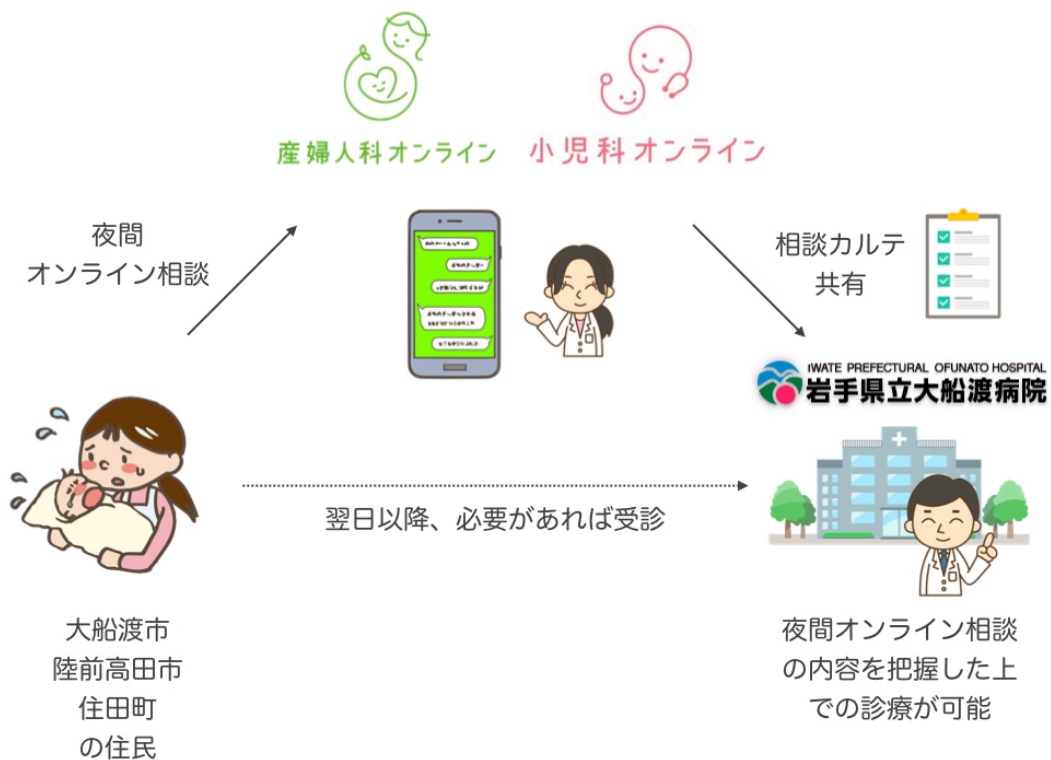 産婦人科オンライン
小児科オンライン
夜間
オンライン相談
相談カルテ
共有
IWATE PREFECTURAL OFUNATO HOSPITAL
岩手県立大船渡病院
翌日以降、必要があれば受診
大船渡市
陸前高田市
住田町
の住民
夜間オンライン相談
の内容を把握した上
での診療が可能